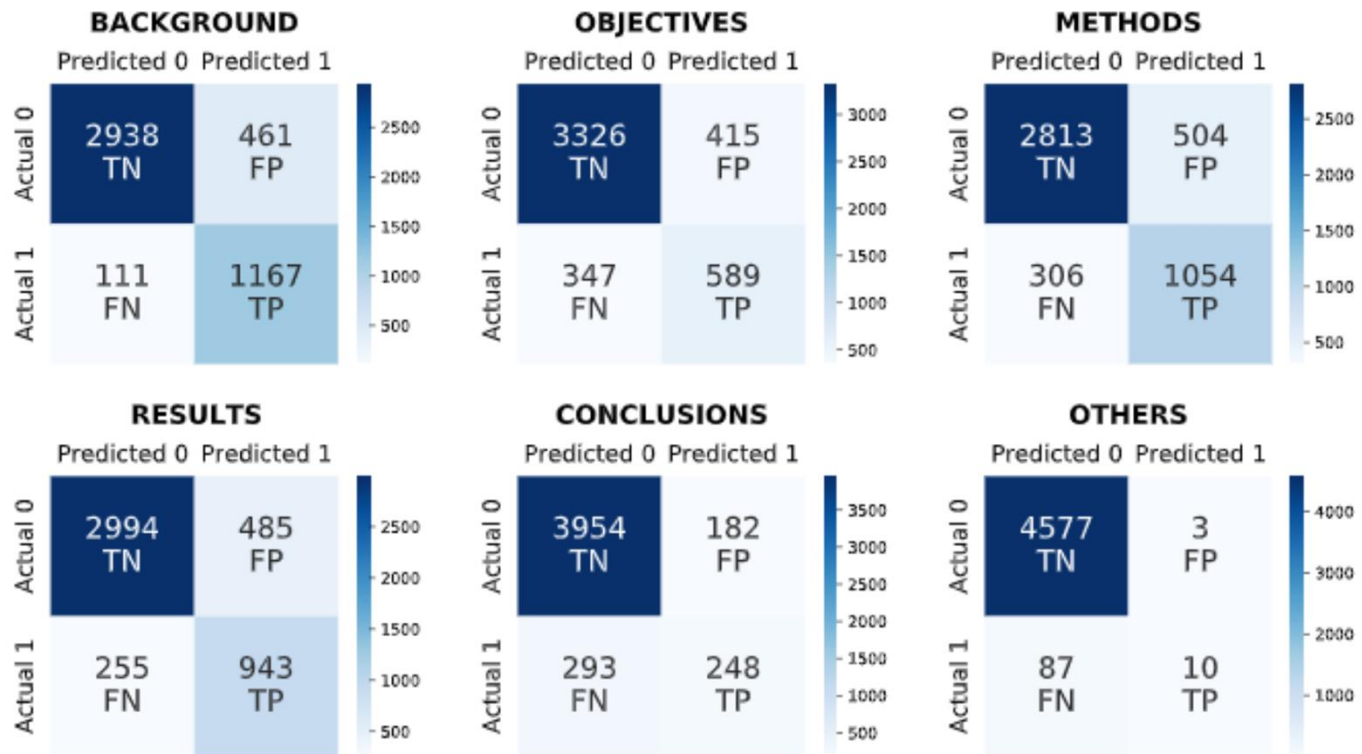 BACKGROUND
Predicted 0 Predicted 1
Actual 0
2938
TN
461
FP
Actual 1
111
FN
1167
TP
2500
2000
1500
1000
500
OBJECTIVES
Predicted 0 Predicted 1
Actual 0
3326
TN
415
FP
Actual 1
347
FN
589
TP
3000
2500
2000
1500
1000
500
METHODS
Predicted 0 Predicted 1
Actual 0
2813
TN
504
FP
Actual 1
306
FN
1054
TP
2500
2000
1500
1000
500
RESULTS
Predicted 0 Predicted 1
Actual 0
2994
TN
485
FP
Actual 1
255
FN
943
TP
2500
2000
1500
1000
500
CONCLUSIONS
Predicted 0 Predicted 1
Actual 0
3954
TN
182
FP
Actual 1
293
FN
248
TP
3500
3000
2500
2000
1500
1000
500
OTHERS
Predicted 0 Predicted 1
Actual 0
4577
TN
3
FP
Actual 1
87
FN
10
TP
4000
3000
2000
1000